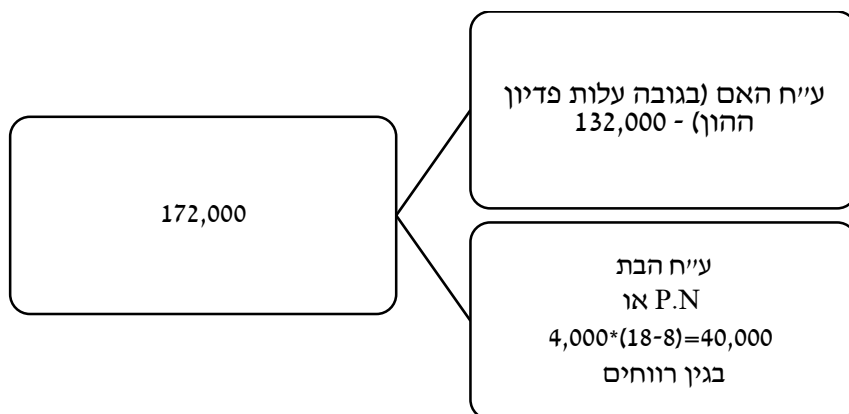 ע״ח האם (בגובה עלות פדיון
ההון) - 132,000
172,000
ע״ח הבת
או P.N
4,000*(18-8)=40,000
בגין רווחים